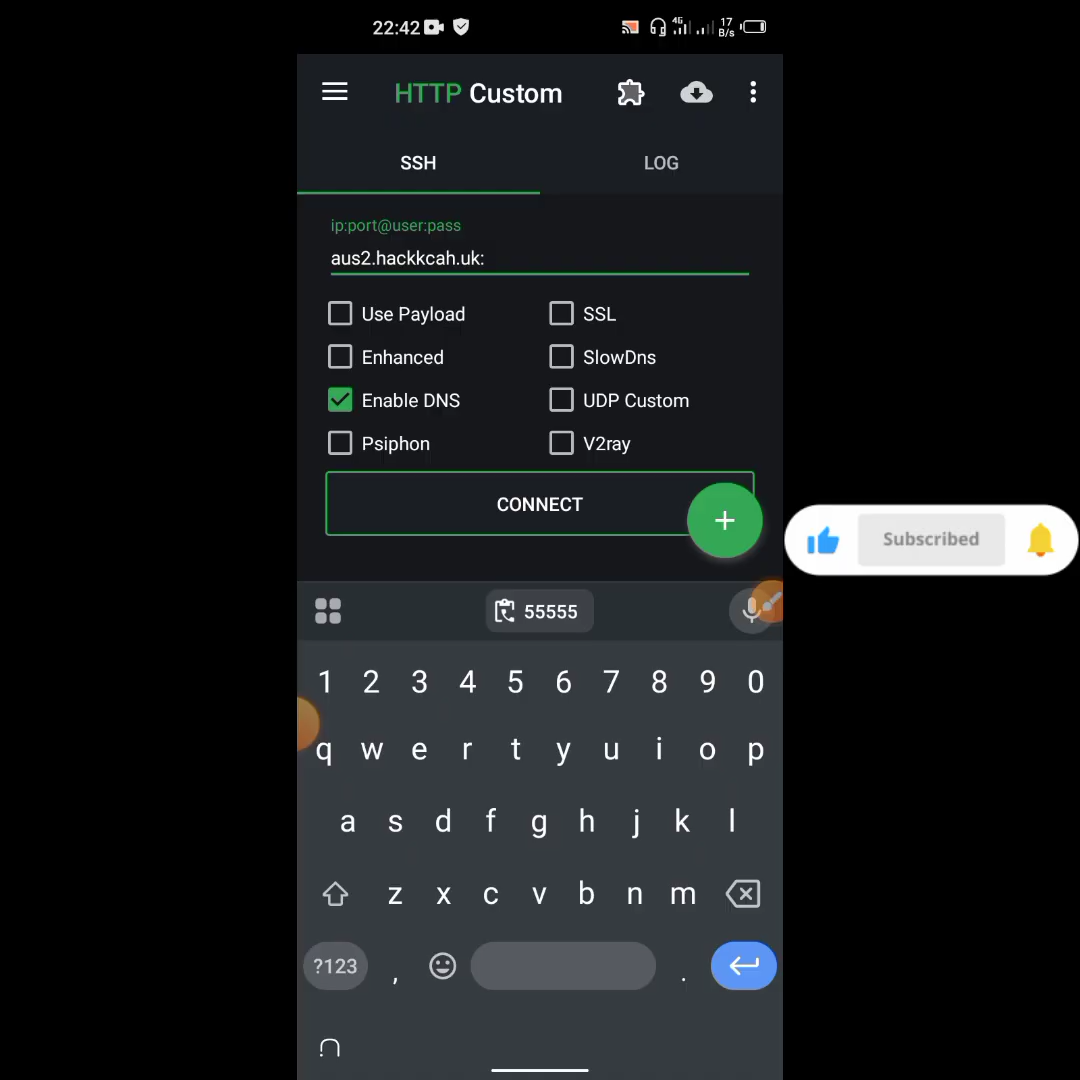 22:42 4G 17 B/s
HTTP Custom
SSH LOG
ip:port@user:pass
aus2.hackkcah.uk:
Use Payload SSL
Enhanced SlowDns
Enable DNS UDP Custom
Psiphon V2ray
CONNECT
+
Subscribed
55555
1 2 3 4 5 6 7 8 9 0
q w e r t y u i o p
a s d f g h j k l
z x c v b n m
?123 , .